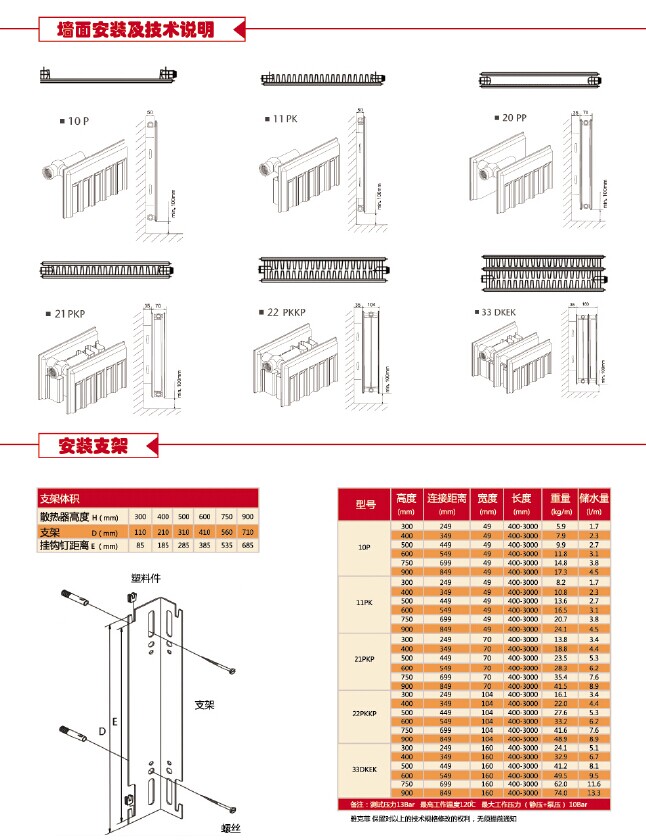 墙面安装及技术说明
■ 10 P
50
min. 100mm
■ 11 PK
50
min. 100mm
■ 20 PP
35 70
min. 100mm
■ 21 PKP
35 70
min. 100mm
■ 22 PKKP
35 104
min. 100mm
■ 33 DKEK
35 160
min. 100mm
安装支架
支架体积
散热器高度 H ( mm) 300 400 500 600 750 900
支架 D ( mm) 110 210 310 410 560 710
挂钩钉距离 E ( mm) 85 185 285 385 535 685
塑料件
支架
D
E
螺丝
型号 高度 (mm) 连接距离 (mm) 宽度 (mm) 长度 (mm) 重量 (kg/m) 储水量 (l/m)
10P
300 249 49 400-3000 5.9 1.7
400 349 49 400-3000 7.9 2.3
500 449 49 400-3000 9.9 2.7
600 549 49 400-3000 11.8 3.1
750 699 49 400-3000 14.8 3.8
900 849 49 400-3000 17.3 4.5
11PK
300 249 49 400-3000 8.2 1.7
400 349 49 400-3000 10.8 2.3
500 449 49 400-3000 13.6 2.7
600 549 49 400-3000 16.5 3.1
750 699 49 400-3000 20.7 3.8
900 849 49 400-3000 24.1 4.5
21PKP
300 249 70 400-3000 13.8 3.4
400 349 70 400-3000 18.8 4.4
500 449 70 400-3000 23.5 5.3
600 549 70 400-3000 28.3 6.2
750 699 70 400-3000 35.4 7.6
900 849 70 400-3000 41.5 8.9
22PKKP
300 249 104 400-3000 16.1 3.4
400 349 104 400-3000 22.0 4.4
500 449 104 400-3000 27.6 5.3
600 549 104 400-3000 33.2 6.2
750 699 104 400-3000 41.6 7.6
900 849 104 400-3000 48.9 8.9
33DKEK
300 249 160 400-3000 24.1 5.1
400 349 160 400-3000 32.9 6.7
500 449 160 400-3000 41.2 8.1
600 549 160 400-3000 49.5 9.5
750 699 160 400-3000 62.0 11.6
900 849 160 400-3000 74.0 13.3
备注：测试压力13Bar 最高工作温度120℃ 最大工作压力（静压+泵压）10Bar
雅克菲 保留对以上的技术规格修改的权利，无须提前通知